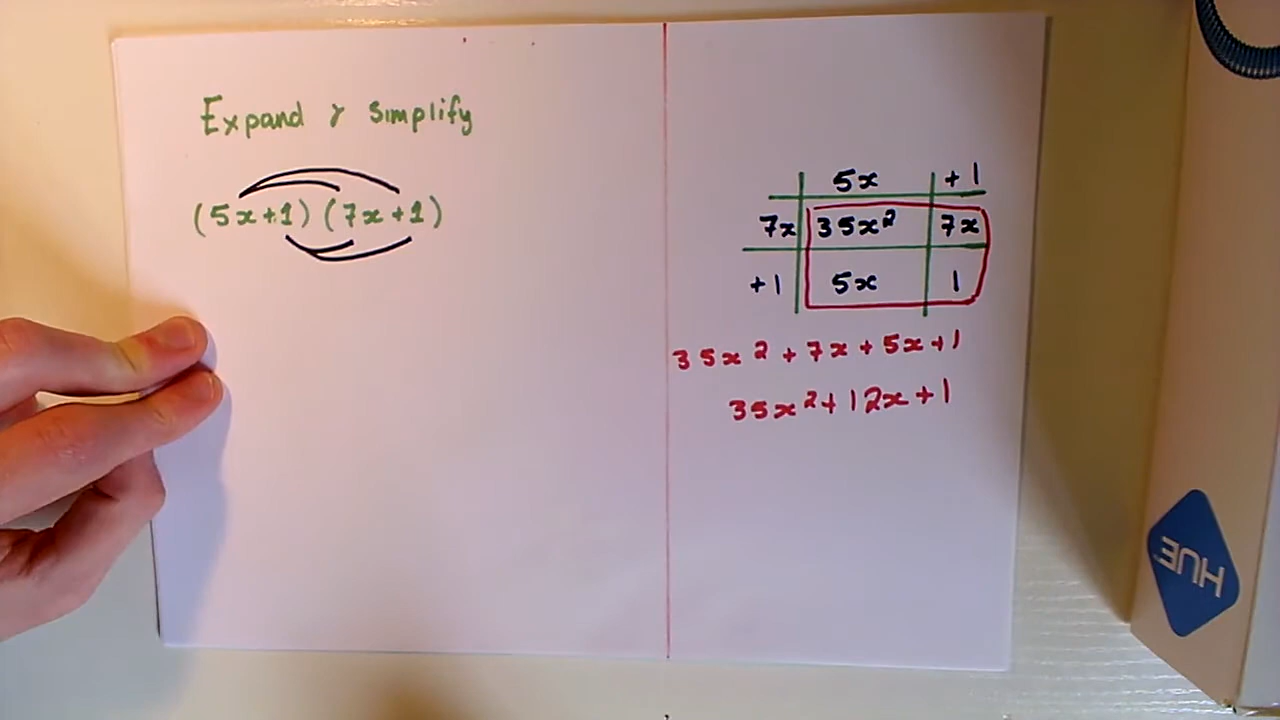 Expand & simplify
(5x+1)(7x+1)
5x +1
7x 35x² 7x
+1 5x 1
35x² + 7x + 5x + 1
35x² + 12x + 1
HUE